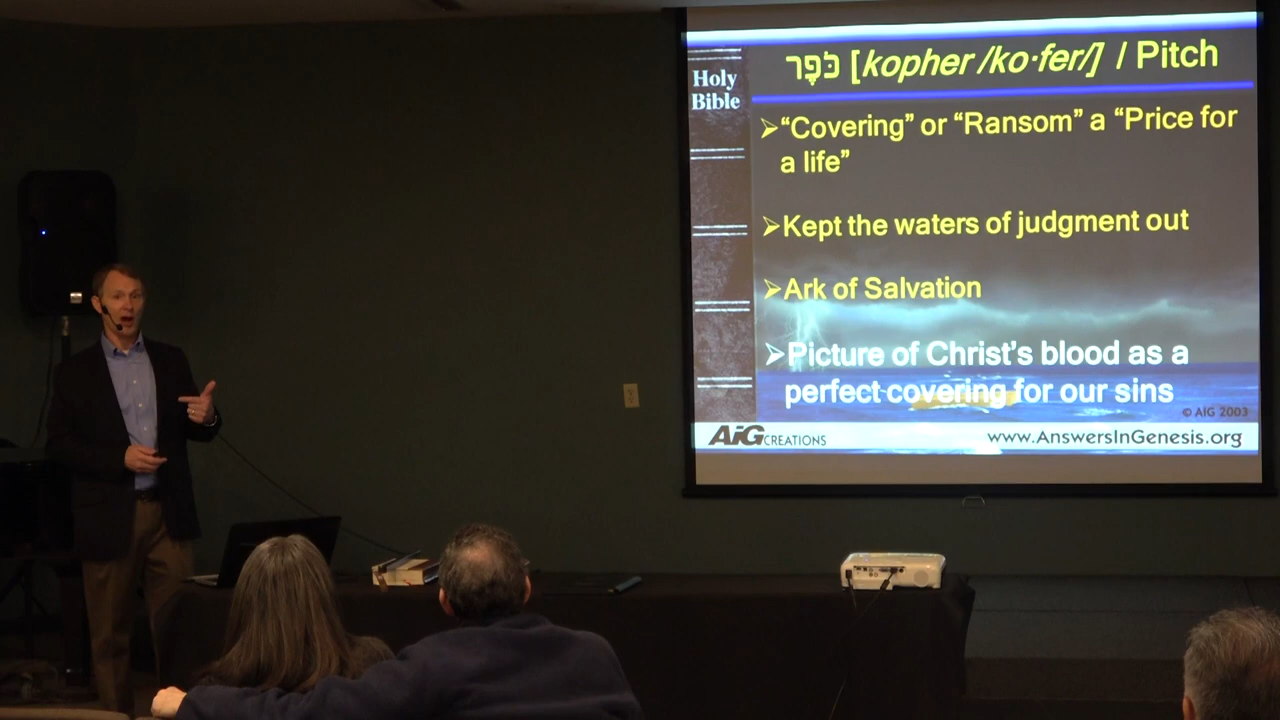 Holy
Bible
כֹּפֶר [kopher /ko·fer/] / Pitch
➢“Covering” or “Ransom” a “Price for
a life”
➢Kept the waters of judgment out
➢Ark of Salvation
➢Picture of Christ’s blood as a
perfect covering for our sins
© AiG 2003
AiG CREATIONS
www.AnswersInGenesis.org